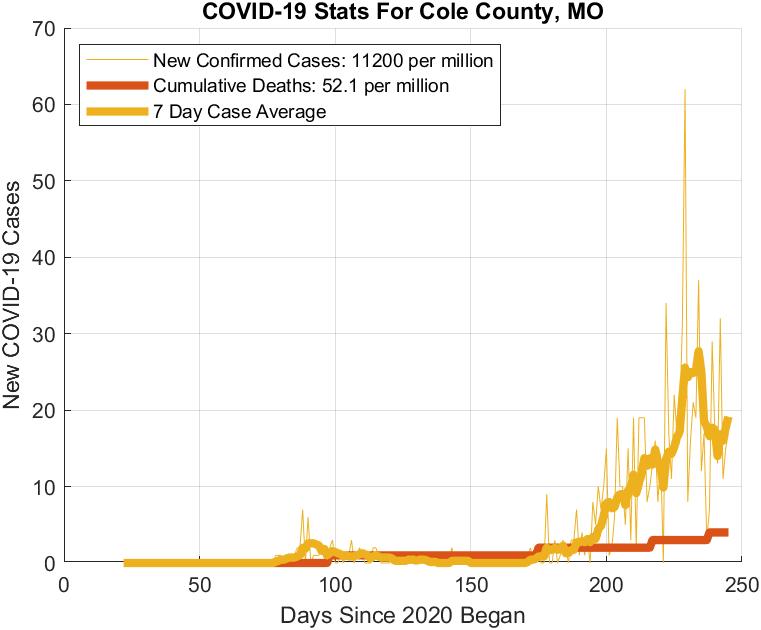 COVID-19 Stats For Cole County, MO
New Confirmed Cases: 11200 per million
Cumulative Deaths: 52.1 per million
7 Day Case Average
New COVID-19 Cases
70
60
50
40
30
20
10
0
0 50 100 150 200 250
Days Since 2020 Began